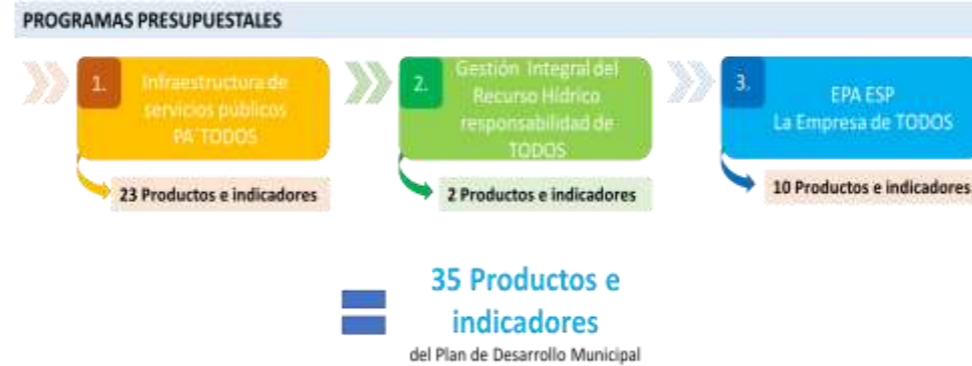 PROGRAMAS PRESUPUESTALES
1.
Infraestructura de
servicios públicos
PA´TODOS
23 Productos e indicadores
2.
Gestión Integral del
Recurso Hídrico
responsabilidad de
TODOS
2 Productos e indicadores
3.
EPA ESP
La Empresa de TODOS
10 Productos e indicadores
35 Productos e
indicadores
del Plan de Desarrollo Municipal